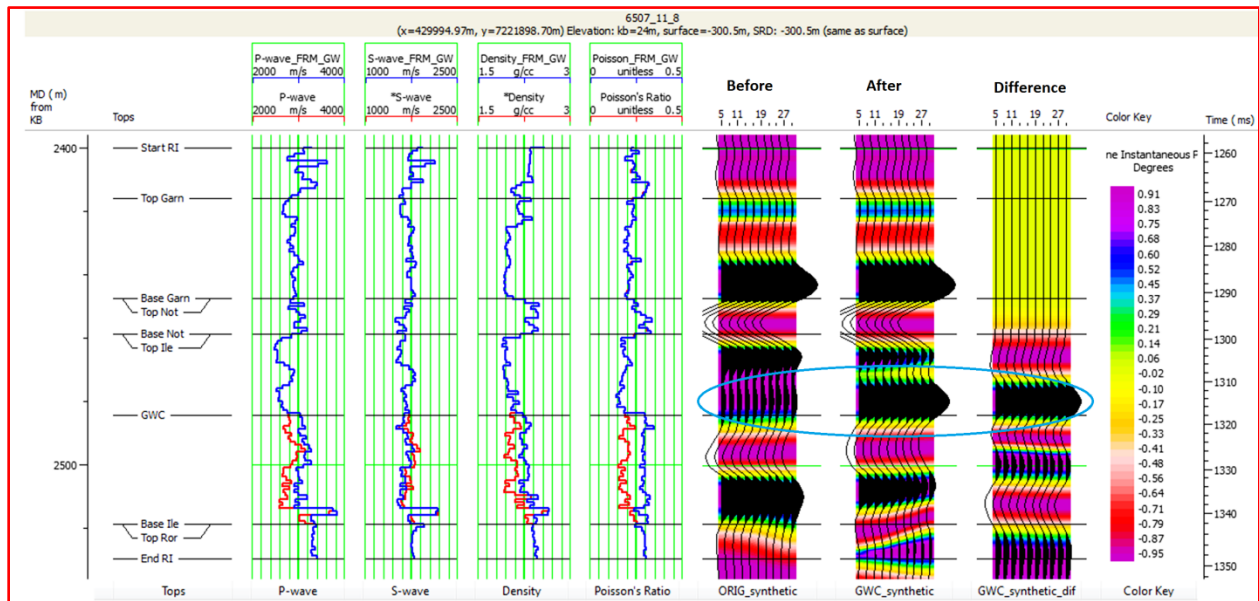 6507_11_8
(x=429994.97m, y=7221898.70m) Elevation: kb=24m, surface=-300.5m, SRD: -300.5m (same as surface)
P-wave_FRM_GW S-wave_FRM_GW Density_FRM_GW Poisson_FRM_GW
2000 m/s 4000 1000 m/s 2500 1.5 g/cc 3 0 unitless 0.5
P-wave *S-wave *Density Poisson's Ratio
2000 m/s 4000 1000 m/s 2500 1.5 g/cc 3 0 unitless 0.5
Before After Difference
MD (m)
from
KB
Tops
5 11 19 27 5 11 19 27 5 11 19 27
Color Key
Time (ms)
2400
Start RI
Top Garn
Base Garn
Top Not
Base Not
Top Ile
GWC
2500
Base Ile
Top Ror
End RI
ne Instantaneous F
Degrees
0.91
0.83
0.75
0.68
0.60
0.52
0.45
0.37
0.29
0.21
0.14
0.06
-0.02
-0.10
-0.17
-0.25
-0.33
-0.41
-0.48
-0.56
-0.64
-0.71
-0.79
-0.87
-0.95
1260
1270
1280
1290
1300
1310
1320
1330
1340
1350
Tops P-wave S-wave Density Poisson's Ratio ORIG_synthetic GWC_synthetic GWC_synthetic_dif Color Key